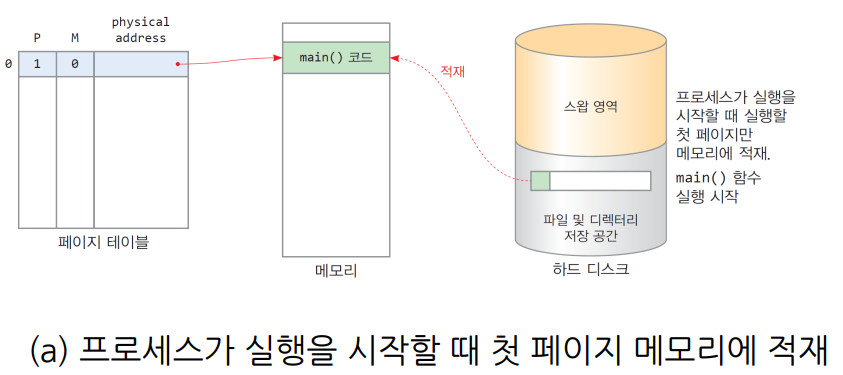 P M physical address
0 1 0
페이지 테이블
main() 코드
메모리
적재
스왑 영역
파일 및 디렉터리
저장 공간
하드 디스크
프로세스가 실행을
시작할 때 실행할
첫 페이지만
메모리에 적재.
main() 함수
실행 시작
(a) 프로세스가 실행을 시작할 때 첫 페이지 메모리에 적재